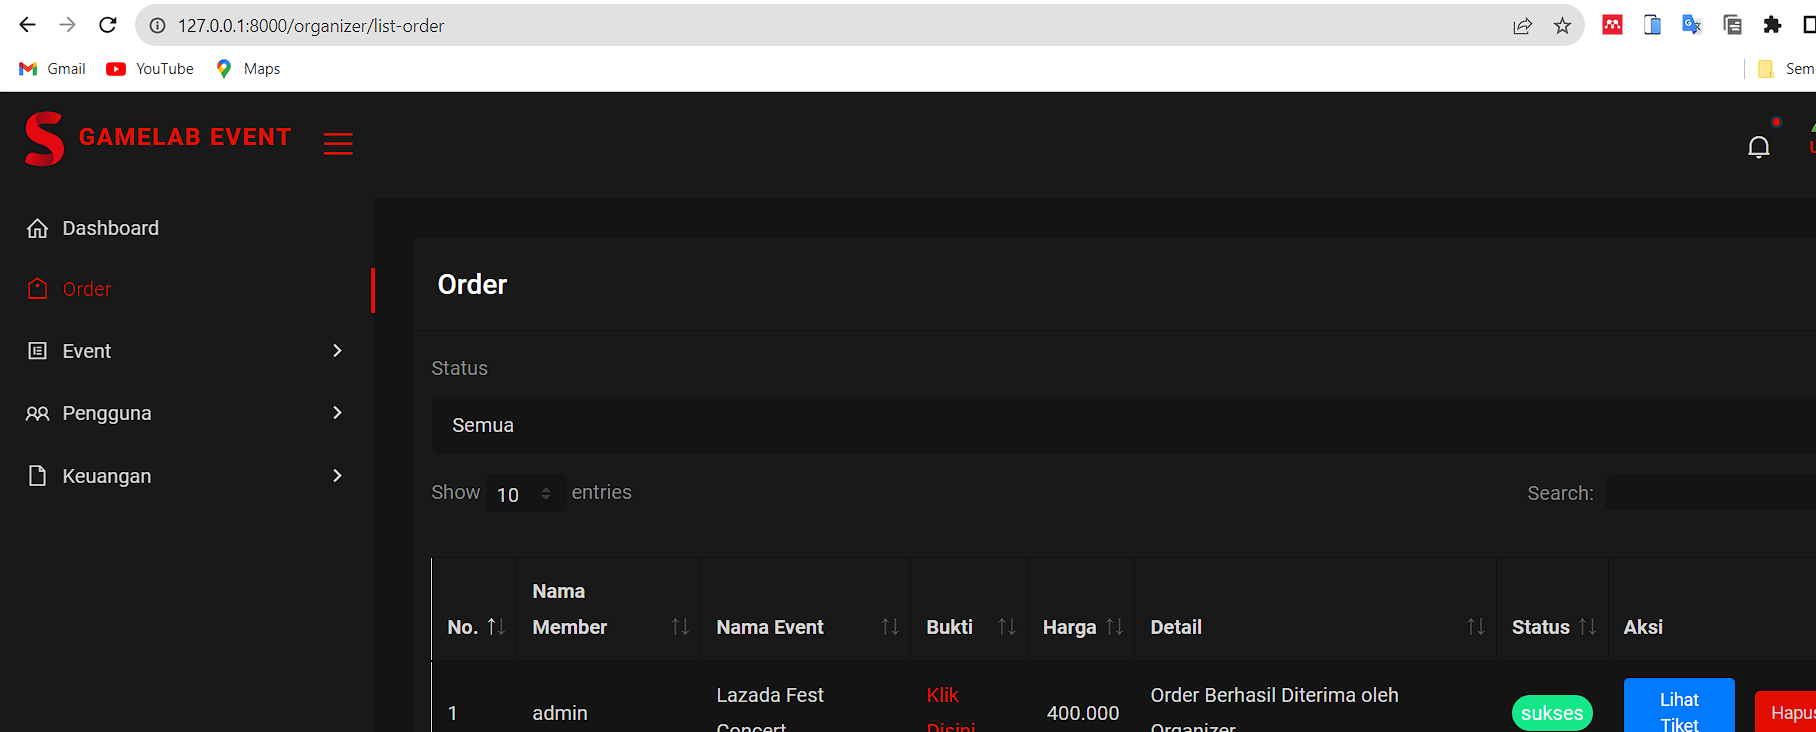 127.0.0.1:8000/organizer/list-order
Gmail YouTube Maps
GAMELAB EVENT
Dashboard
Order
Event
Pengguna
Keuangan
Order
Status
Semua
Show 10 entries
Search:
No. Nama Member Nama Event Bukti Harga Detail Status Aksi
1 admin Lazada Fest Concert Klik Disini 400.000 Order Berhasil Diterima oleh Organizer sukses Lihat Tiket